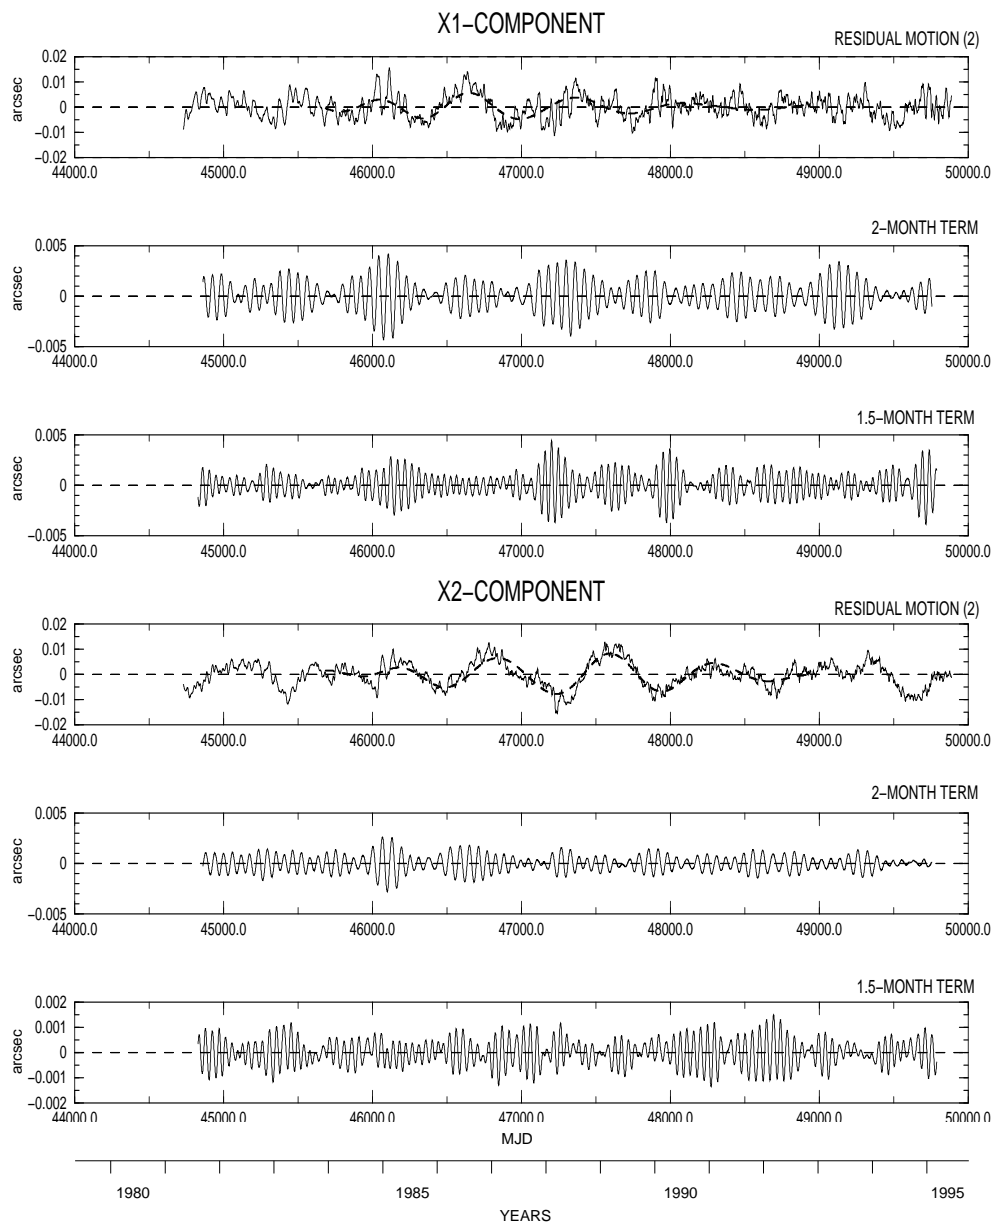 X1−COMPONENT
RESIDUAL MOTION (2)
0.02
0.01
0
−0.01
−0.02
arcsec
44000.0 45000.0 46000.0 47000.0 48000.0 49000.0 50000.0
2−MONTH TERM
0.005
0
−0.005
arcsec
44000.0 45000.0 46000.0 47000.0 48000.0 49000.0 50000.0
1.5−MONTH TERM
0.005
0
−0.005
arcsec
44000.0 45000.0 46000.0 47000.0 48000.0 49000.0 50000.0
X2−COMPONENT
RESIDUAL MOTION (2)
0.02
0.01
0
−0.01
−0.02
arcsec
44000.0 45000.0 46000.0 47000.0 48000.0 49000.0 50000.0
2−MONTH TERM
0.005
0
−0.005
arcsec
44000.0 45000.0 46000.0 47000.0 48000.0 49000.0 50000.0
1.5−MONTH TERM
0.002
0.001
0
−0.001
−0.002
arcsec
44000.0 45000.0 46000.0 47000.0 48000.0 49000.0 50000.0
MJD
1980 1985 1990 1995
YEARS